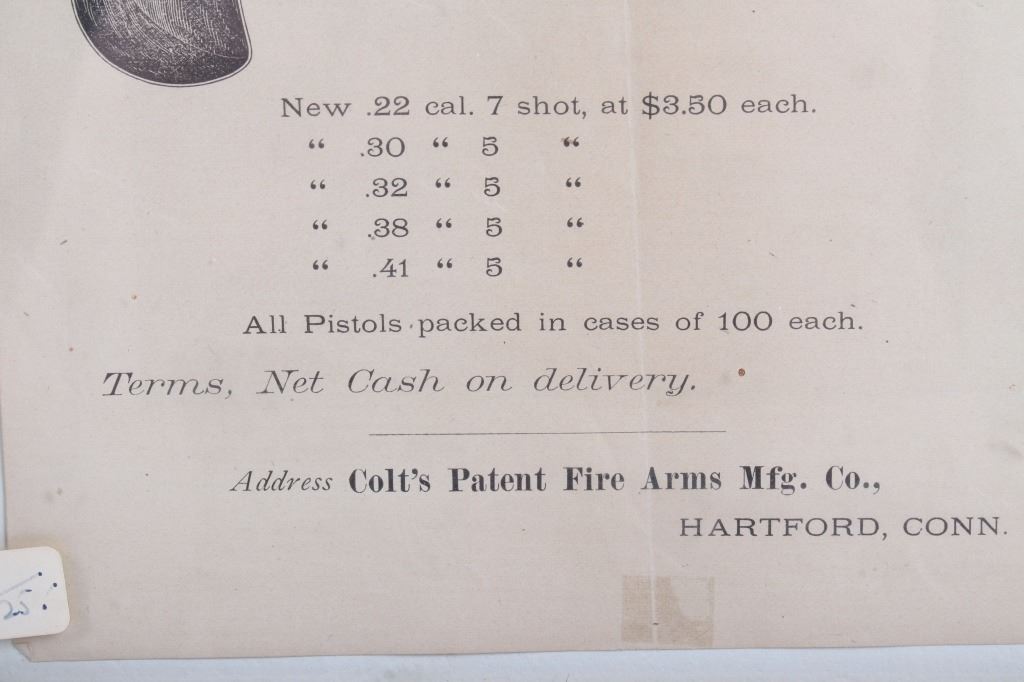 New .22 cal. 7 shot, at $3.50 each.
“ .30 “ 5 “
“ .32 “ 5 “
“ .38 “ 5 “
“ .41 “ 5 “
All Pistols packed in cases of 100 each.
Terms, Net Cash on delivery.
Address Colt's Patent Fire Arms Mfg. Co.,
HARTFORD, CONN.
25